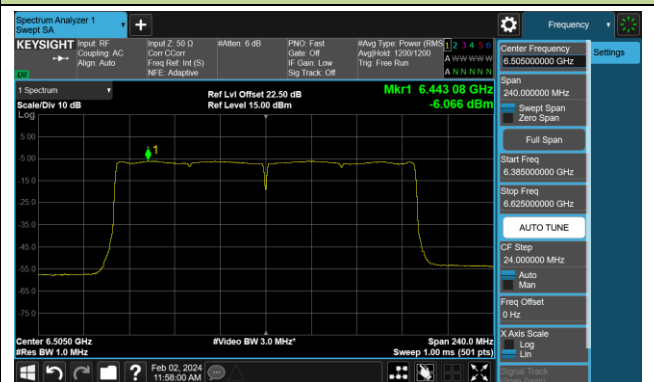 Spectrum Analyzer 1
Swept SA
+
Frequency
KEYSIGHT
Input: RF
Coupling: AC
Align: Auto
Input Z: 50 Ω
Corr CCorr
Freq Ref: Int (S)
NFE: Adaptive
#Atten: 6 dB
PNO: Fast
Gate: Off
IF Gain: Low
Sig Track: Off
#Avg Type: Power (RMS)
Avg|Hold: 1200/1200
Trig: Free Run
1 2 3 4 5 6
A W W W W W
A N N N N N
LXI
1 Spectrum
Scale/Div 10 dB
Log
Ref Lvl Offset 22.50 dB
Ref Level 15.00 dBm
Mkr1 6.443 08 GHz
-6.066 dBm
5.00
-5.00
-15.0
-25.0
-35.0
-45.0
-55.0
-65.0
-75.0
1
Center 6.5050 GHz
#Res BW 1.0 MHz
#Video BW 3.0 MHz*
Span 240.0 MHz
Sweep 1.00 ms (501 pts)
Feb 02, 2024
11:58:00 AM
?
Center Frequency
6.505000000 GHz
Settings
Span
240.000000 MHz
Swept Span
Zero Span
Full Span
Start Freq
6.385000000 GHz
Stop Freq
6.625000000 GHz
AUTO TUNE
CF Step
24.000000 MHz
Auto
Man
Freq Offset
0 Hz
X Axis Scale
Log
Lin
Signal Track